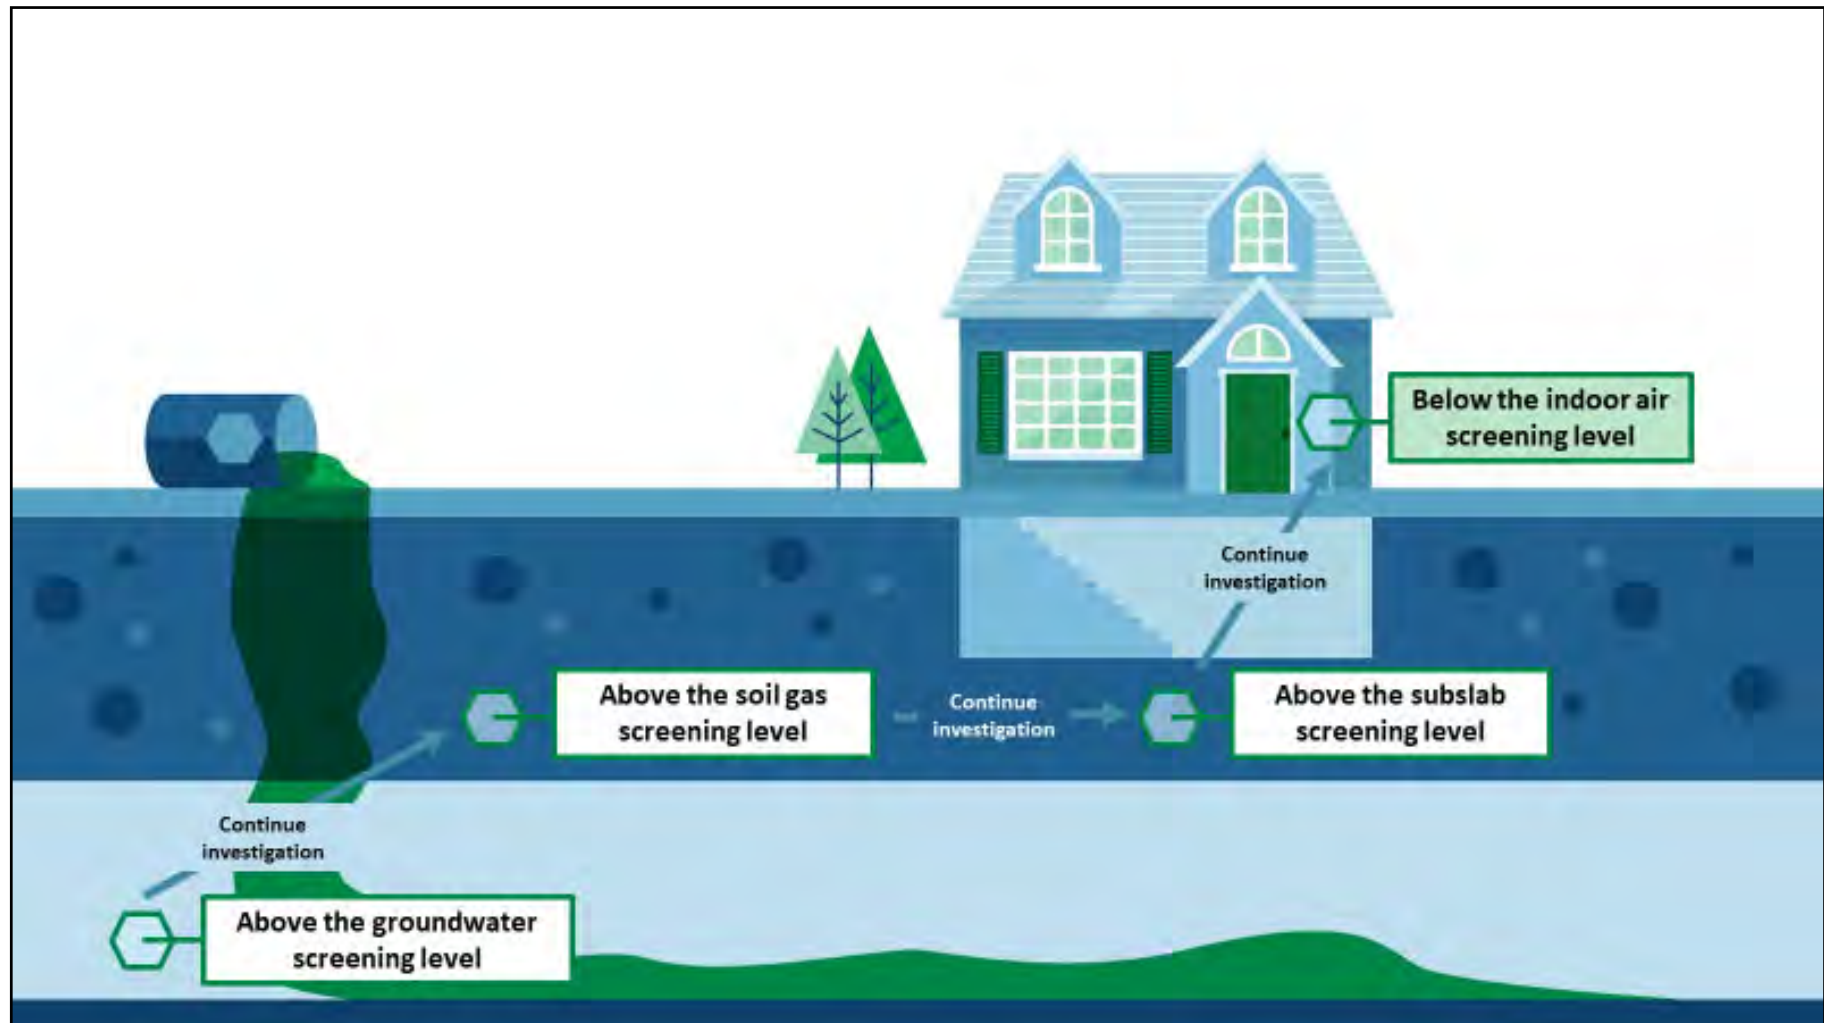 Below the indoor air
screening level
Continue
investigation
Above the soil gas
screening level
Continue
investigation
Above the subslab
screening level
Continue
investigation
Above the groundwater
screening level